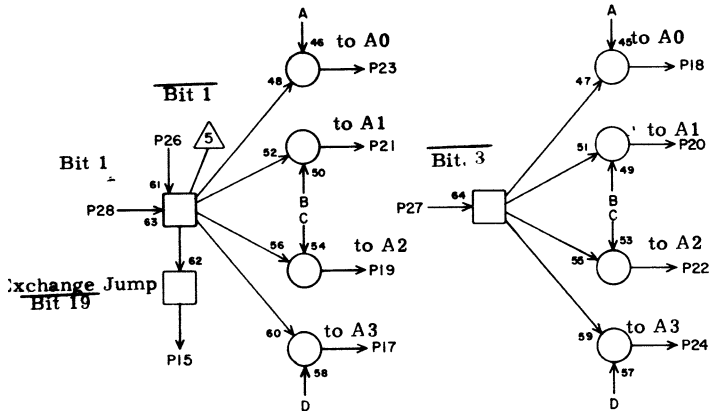 A
46 to A0
P23
48
Bit 1
5
P26
52
to A1
P21
50
Bit 1
61
P28
63
B
C
62
56
54
to A2
P19
Exchange Jump
Bit 19
60
to A3
P17
58
P15
D
A
45 to A0
P18
47
to A1
51
P20
49
Bit. 3
64
P27
B
C
53
to A2
55
P22
to A3
59
P24
57
D